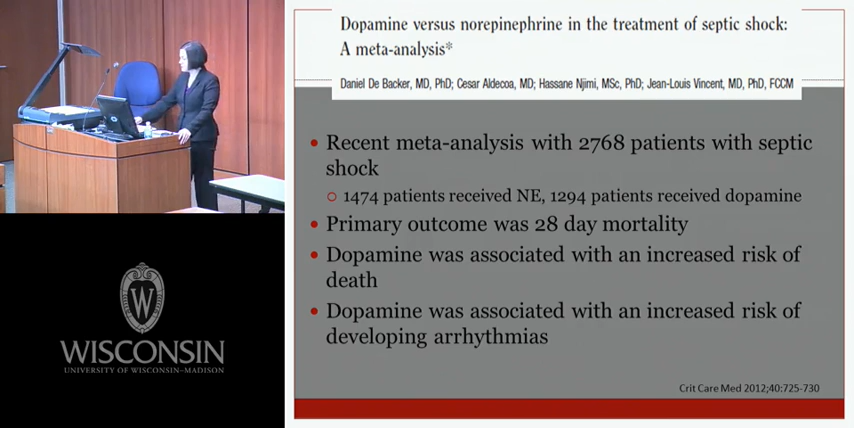 Dopamine versus norepinephrine in the treatment of septic shock:
A meta-analysis*
Daniel De Backer, MD, PhD; Cesar Aldecoa, MD; Hassane Njimi, MSc, PhD; Jean-Louis Vincent, MD, PhD, FCCM
• Recent meta-analysis with 2768 patients with septic
shock
○ 1474 patients received NE, 1294 patients received dopamine
• Primary outcome was 28 day mortality
• Dopamine was associated with an increased risk of
death
• Dopamine was associated with an increased risk of
developing arrhythmias
Crit Care Med 2012;40:725-730
W
WISCONSIN
UNIVERSITY OF WISCONSIN–MADISON